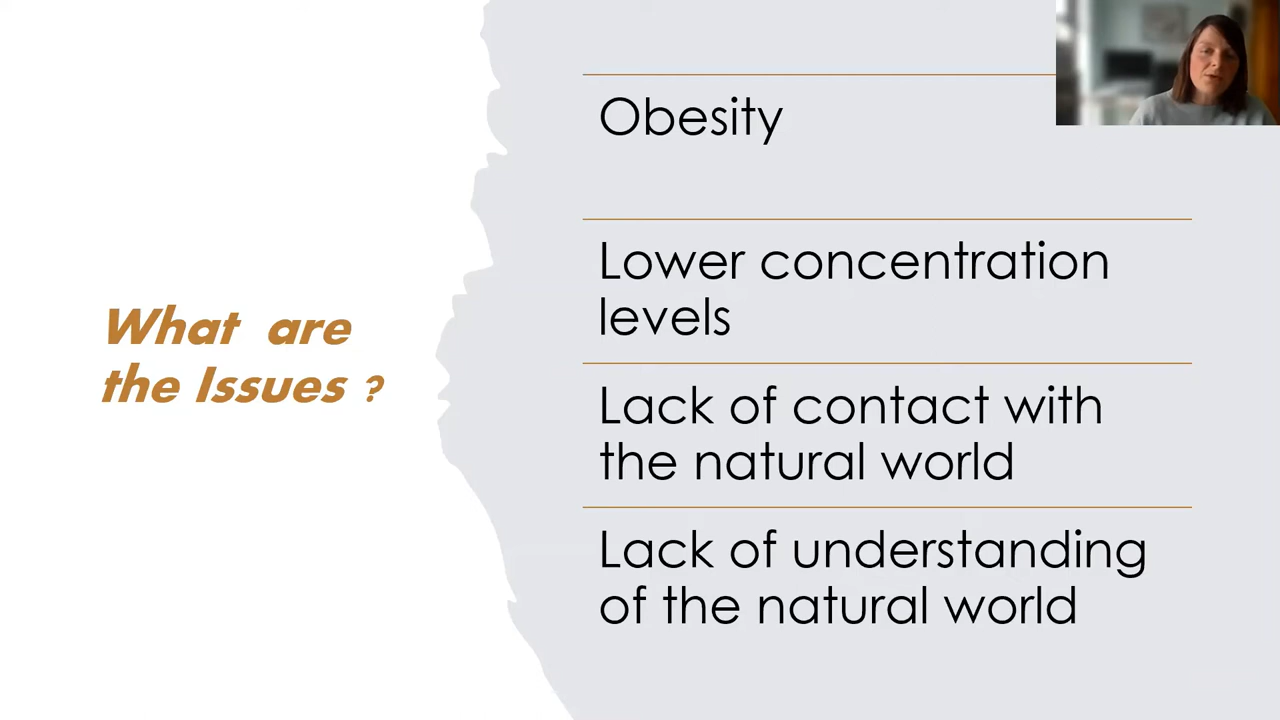 What are
the Issues ?
Obesity
Lower concentration
levels
Lack of contact with
the natural world
Lack of understanding
of the natural world